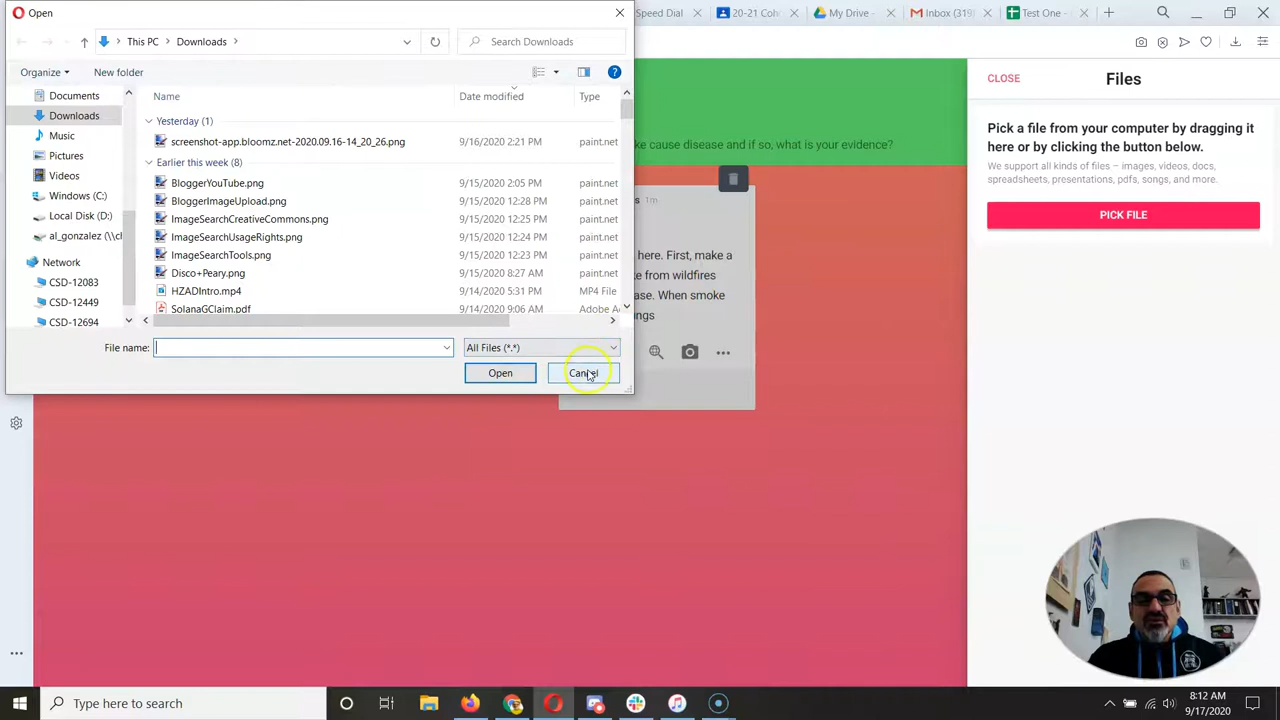 Open
Speed Dial
20-21 Coh
My Drive -
Inbox (319)
Test One -
This PC
Downloads
Search Downloads
Organize
New folder
CLOSE
Files
Documents
Downloads
Music
Pictures
Videos
Windows (C:)
Local Disk (D:)
al_gonzalez (\\cl
Network
CSD-12083
CSD-12449
CSD-12694
Name
Date modified
Type
Yesterday (1)
screenshot-app.bloomz.net-2020.09.16-14_20_26.png
9/16/2020 2:21 PM
paint.net
Earlier this week (8)
BloggerYouTube.png
9/15/2020 2:05 PM
paint.net
BloggerImageUpload.png
9/15/2020 12:28 PM
paint.net
ImageSearchCreativeCommons.png
9/15/2020 12:25 PM
paint.net
ImageSearchUsageRights.png
9/15/2020 12:24 PM
paint.net
ImageSearchTools.png
9/15/2020 12:23 PM
paint.net
Disco+Peary.png
9/15/2020 8:27 AM
paint.net
HZADIntro.mp4
9/14/2020 5:31 PM
MP4 File
SolanaGClaim.pdf
9/14/2020 9:06 AM
Adobe A
File name:
All Files (*.*)
Open
Cancel
ke cause disease and if so, what is your evidence?
s 1m
here. First, make a
ke from wildfires
ase. When smoke
ngs
Pick a file from your computer by dragging it
here or by clicking the button below.
We support all kinds of files – images, videos, docs,
spreadsheets, presentations, pdfs, songs, and more.
PICK FILE
Type here to search
8:12 AM
9/17/2020